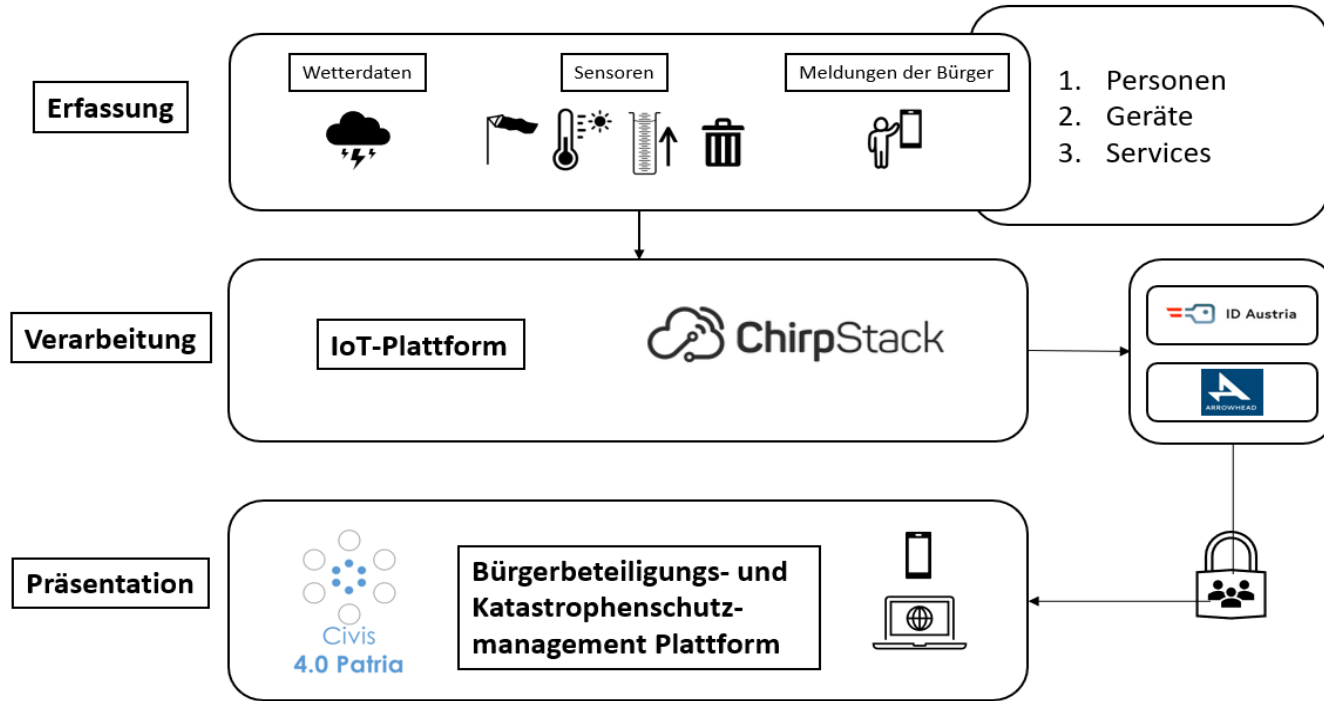 Erfassung
Wetterdaten
Sensoren
Meldungen der Bürger
1. Personen
2. Geräte
3. Services
Verarbeitung
IoT-Plattform
ChirpStack
ID Austria
ARROWHEAD
Präsentation
Civis
4.0 Patria
Bürgerbeteiligungs- und
Katastrophenschutz-
management Plattform